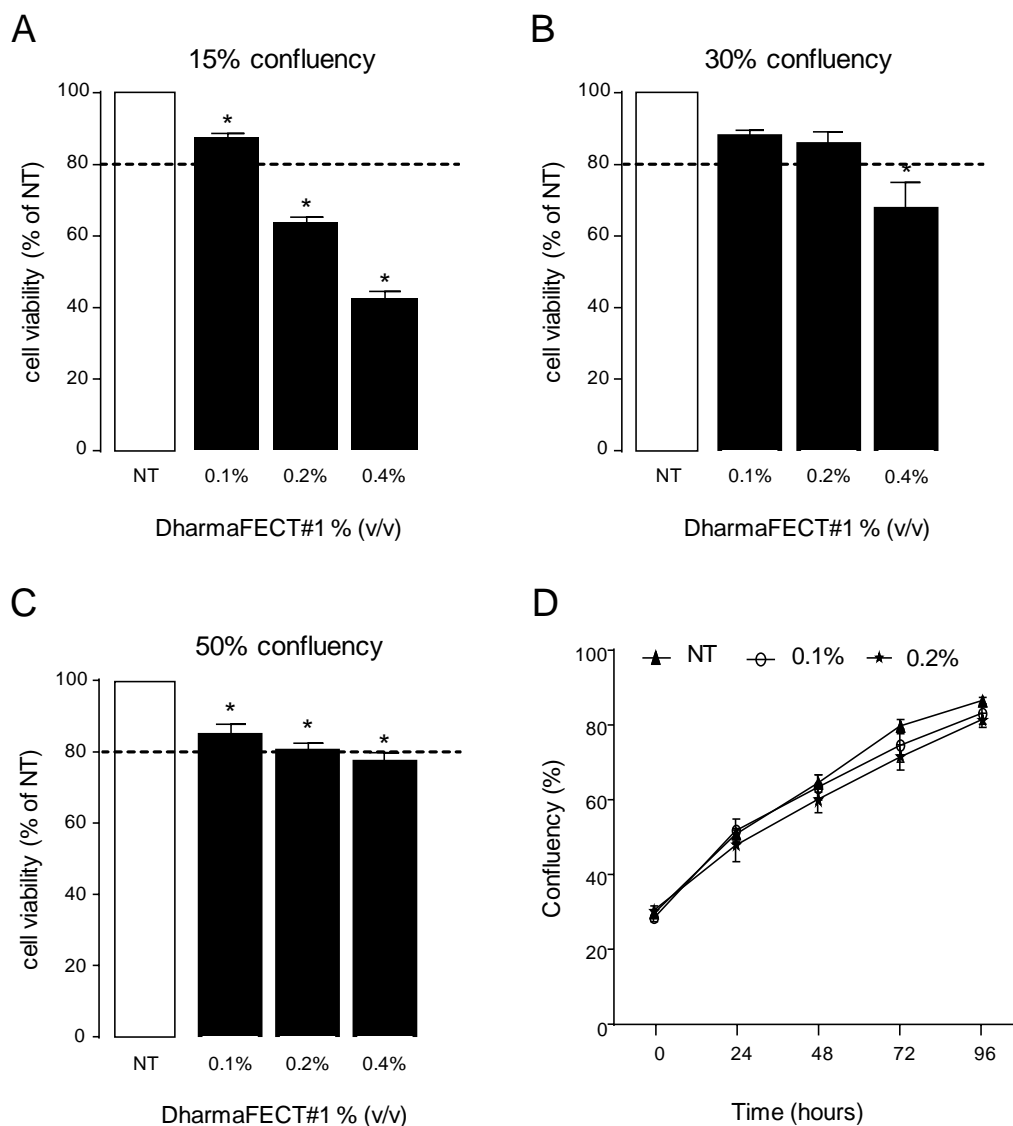 A
15% confluency
100
80
60
40
20
0
cell viability (% of NT)
*
*
*
NT 0.1% 0.2% 0.4%
DharmaFECT#1 % (v/v)
B
30% confluency
100
80
60
40
20
0
cell viability (% of NT)
*
NT 0.1% 0.2% 0.4%
DharmaFECT#1 % (v/v)
C
50% confluency
100
80
60
40
20
0
cell viability (% of NT)
*
*
*
NT 0.1% 0.2% 0.4%
DharmaFECT#1 % (v/v)
D
NT 0.1% 0.2%
100
80
60
40
20
0
Confluency (%)
0 24 48 72 96
Time (hours)